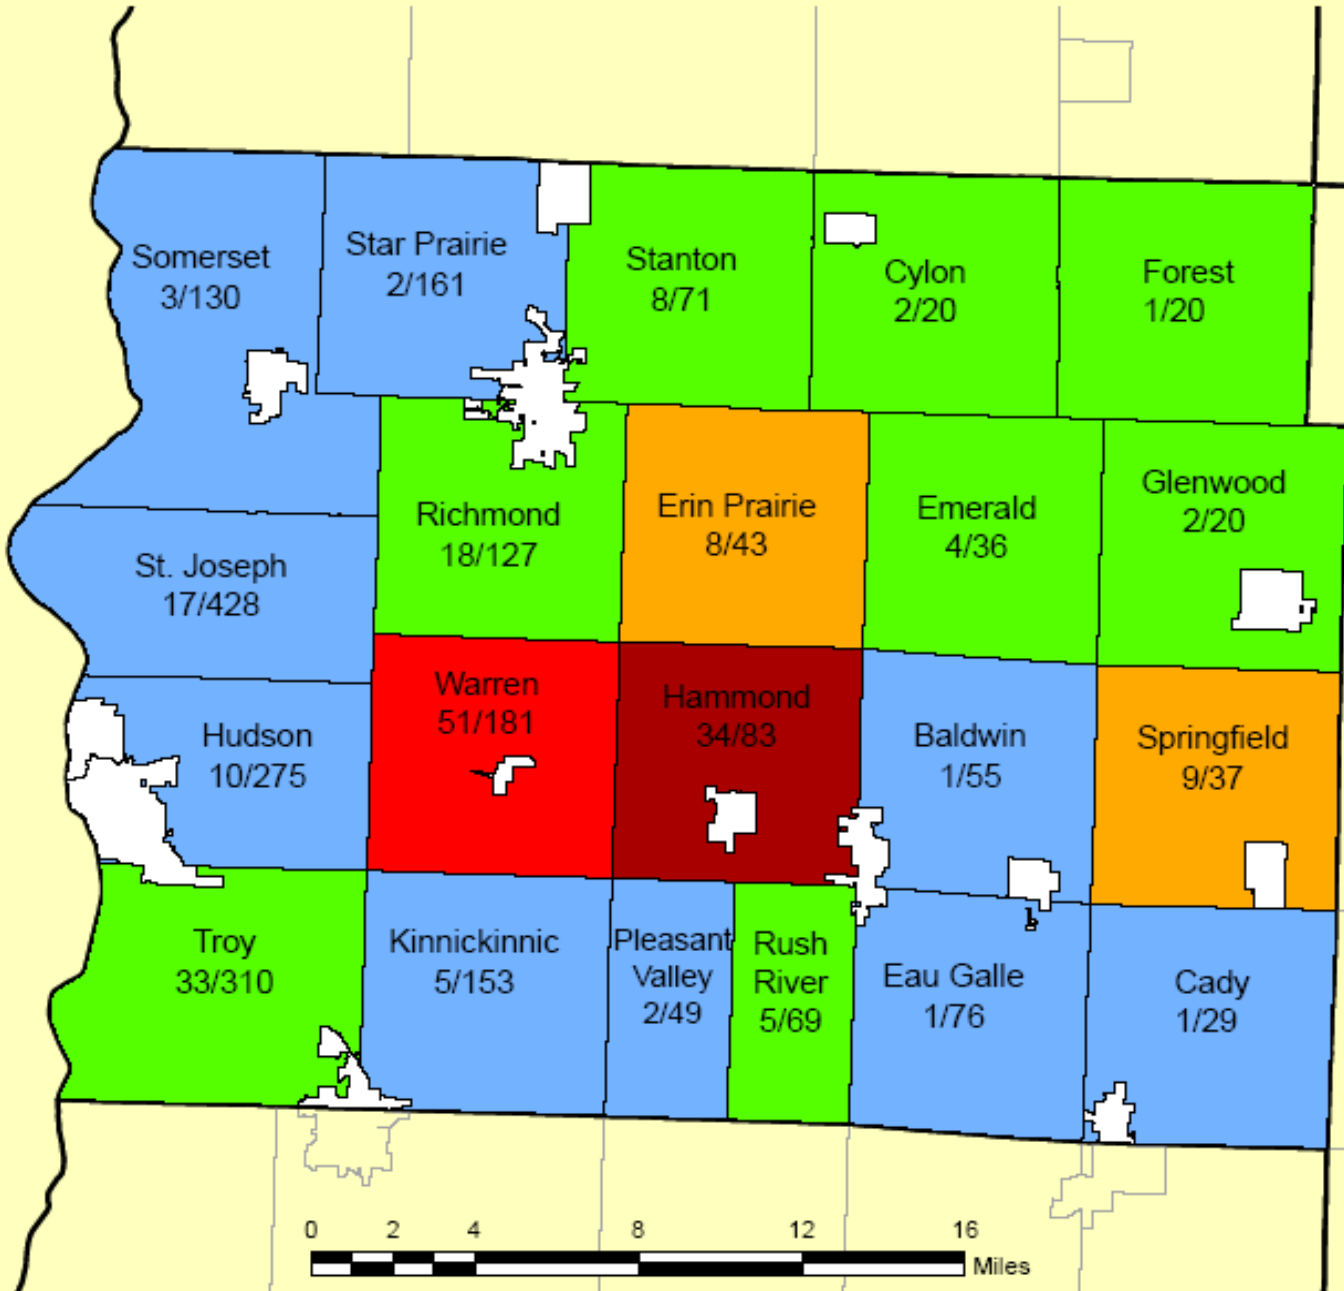 Somerset
3/130
Star Prairie
2/161
Stanton
8/71
Cylon
2/20
Forest
1/20
Richmond
18/127
Erin Prairie
8/43
Emerald
4/36
Glenwood
2/20
St. Joseph
17/428
Hudson
10/275
Warren
51/181
Hammond
34/83
Baldwin
1/55
Springfield
9/37
Troy
33/310
Kinnickinnic
5/153
Pleasant
Valley
2/49
Rush
River
5/69
Eau Galle
1/76
Cady
1/29
0 2 4 8 12 16
Miles